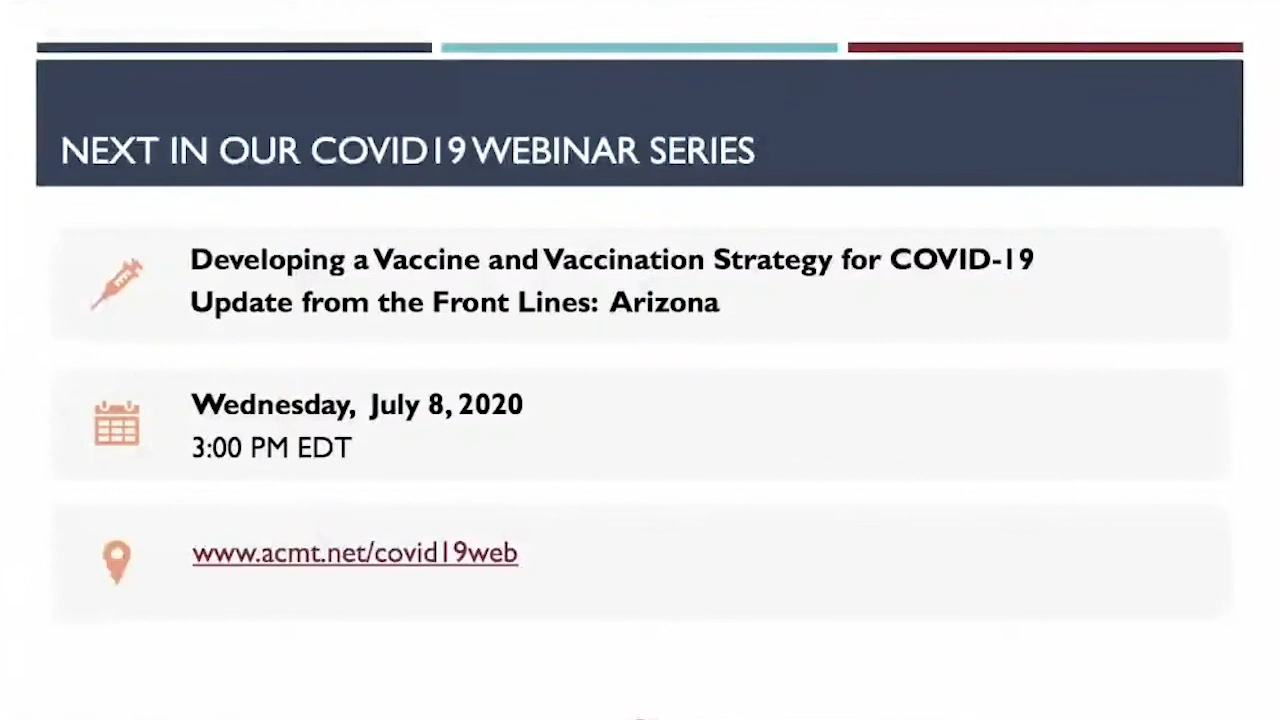 NEXT IN OUR COVID19 WEBINAR SERIES
Developing a Vaccine and Vaccination Strategy for COVID-19
Update from the Front Lines: Arizona
Wednesday, July 8, 2020
3:00 PM EDT
www.acmt.net/covid19web